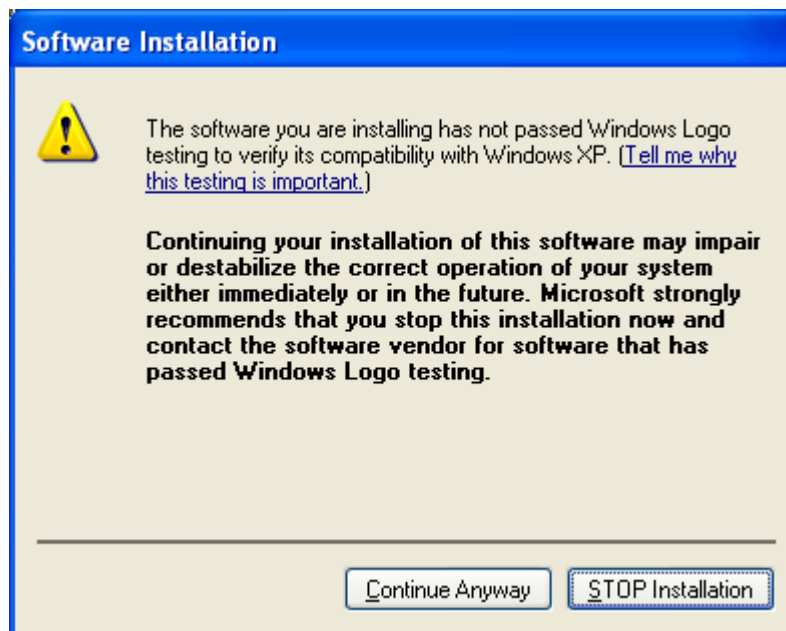 Software Installation
The software you are installing has not passed Windows Logo
testing to verify its compatibility with Windows XP. (Tell me why
this testing is important.)
Continuing your installation of this software may impair
or destabilize the correct operation of your system
either immediately or in the future. Microsoft strongly
recommends that you stop this installation now and
contact the software vendor for software that has
passed Windows Logo testing.
Continue Anyway
STOP Installation